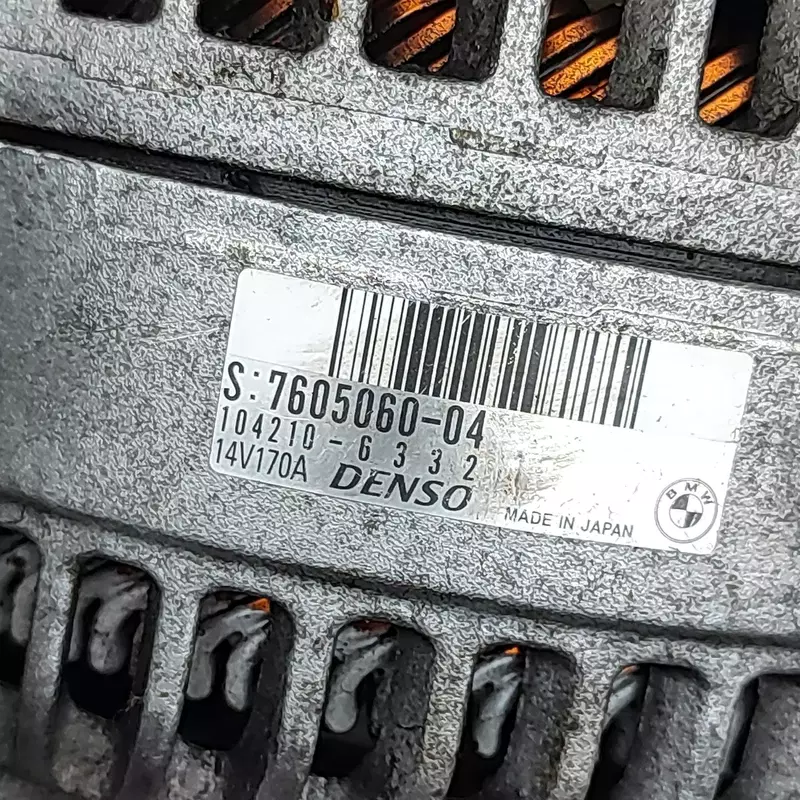 S:7605060-04
104210-6332
14V170A DENSO MADE IN JAPAN
BMW